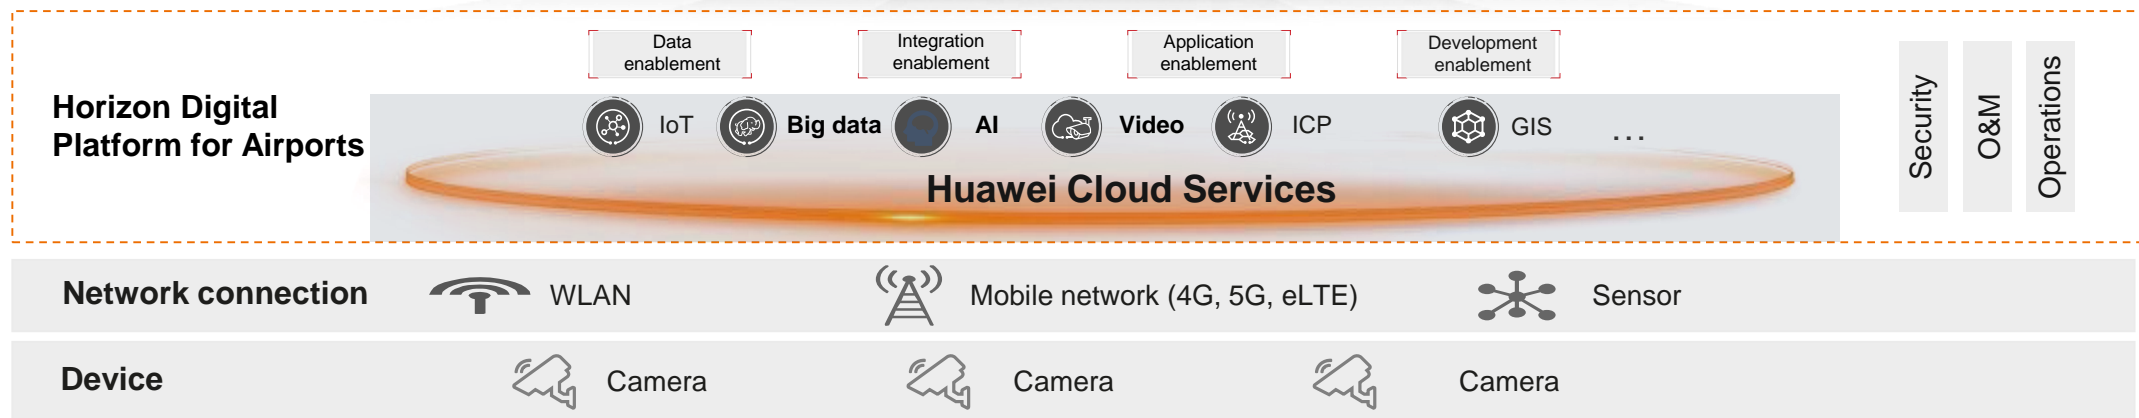 Data
enablement
Integration
enablement
Application
enablement
Development
enablement
Horizon Digital
Platform for Airports
IoT
Big data
AI
Video
ICP
GIS
...
Huawei Cloud Services
Security
O&M
Operations
Network connection
WLAN
Mobile network (4G, 5G, eLTE)
Sensor
Device
Camera
Camera
Camera